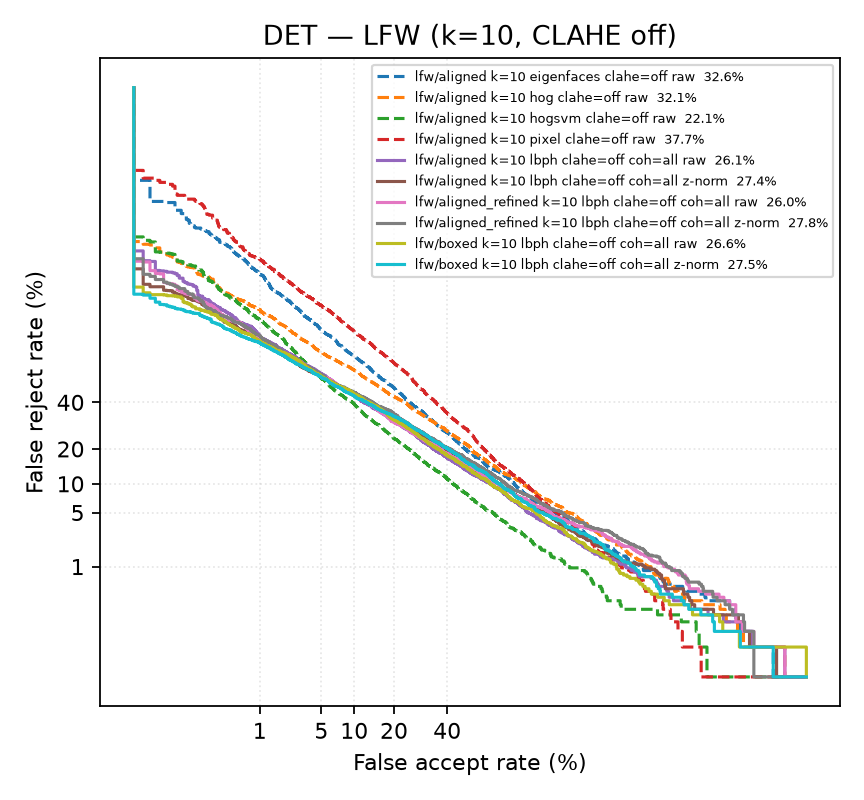 DET — LFW (k=10, CLAHE off)
lfw/aligned k=10 eigenfaces clahe=off raw  32.6%
lfw/aligned k=10 hog clahe=off raw  32.1%
lfw/aligned k=10 hogsvm clahe=off raw  22.1%
lfw/aligned k=10 pixel clahe=off raw  37.7%
lfw/aligned k=10 lbph clahe=off coh=all raw  26.1%
lfw/aligned k=10 lbph clahe=off coh=all z-norm  27.4%
lfw/aligned_refined k=10 lbph clahe=off coh=all raw  26.0%
lfw/aligned_refined k=10 lbph clahe=off coh=all z-norm  27.8%
lfw/boxed k=10 lbph clahe=off coh=all raw  26.6%
lfw/boxed k=10 lbph clahe=off coh=all z-norm  27.5%
False reject rate (%)
40
20
10
5
1
1 5 10 20 40
False accept rate (%)